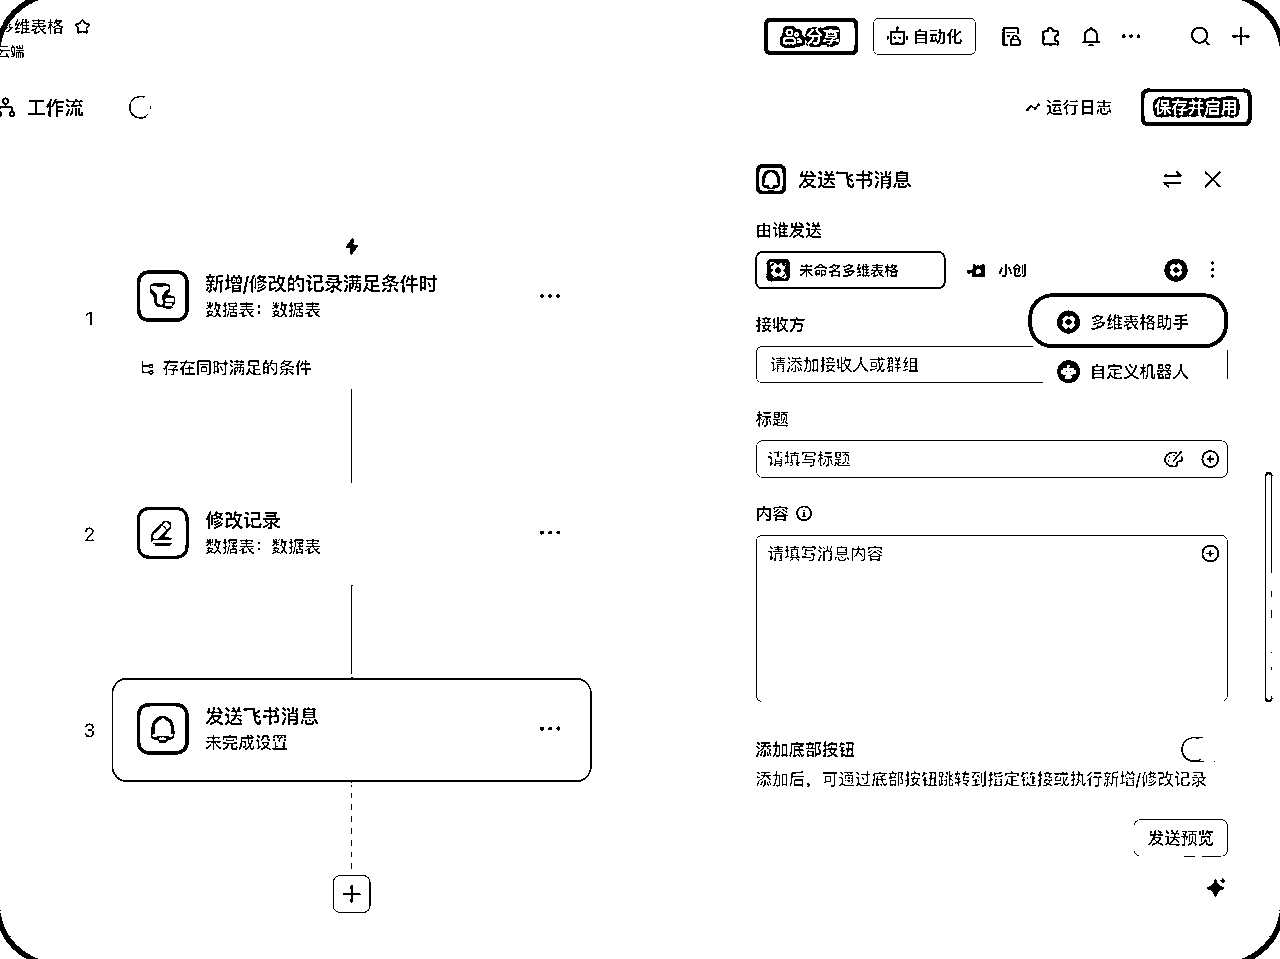 多维表格
云端
分享
自动化
工作流
运行日志
保存并启用
1
新增/修改的记录满足条件时
数据表：数据表
存在同时满足的条件
2
修改记录
数据表：数据表
3
发送飞书消息
未完成设置
发送飞书消息
由谁发送
未命名多维表格
小创
多维表格助手
自定义机器人
接收方
请添加接收人或群组
标题
请填写标题
内容
请填写消息内容
添加底部按钮
添加后，可通过底部按钮跳转到指定链接或执行新增/修改记录
发送预览